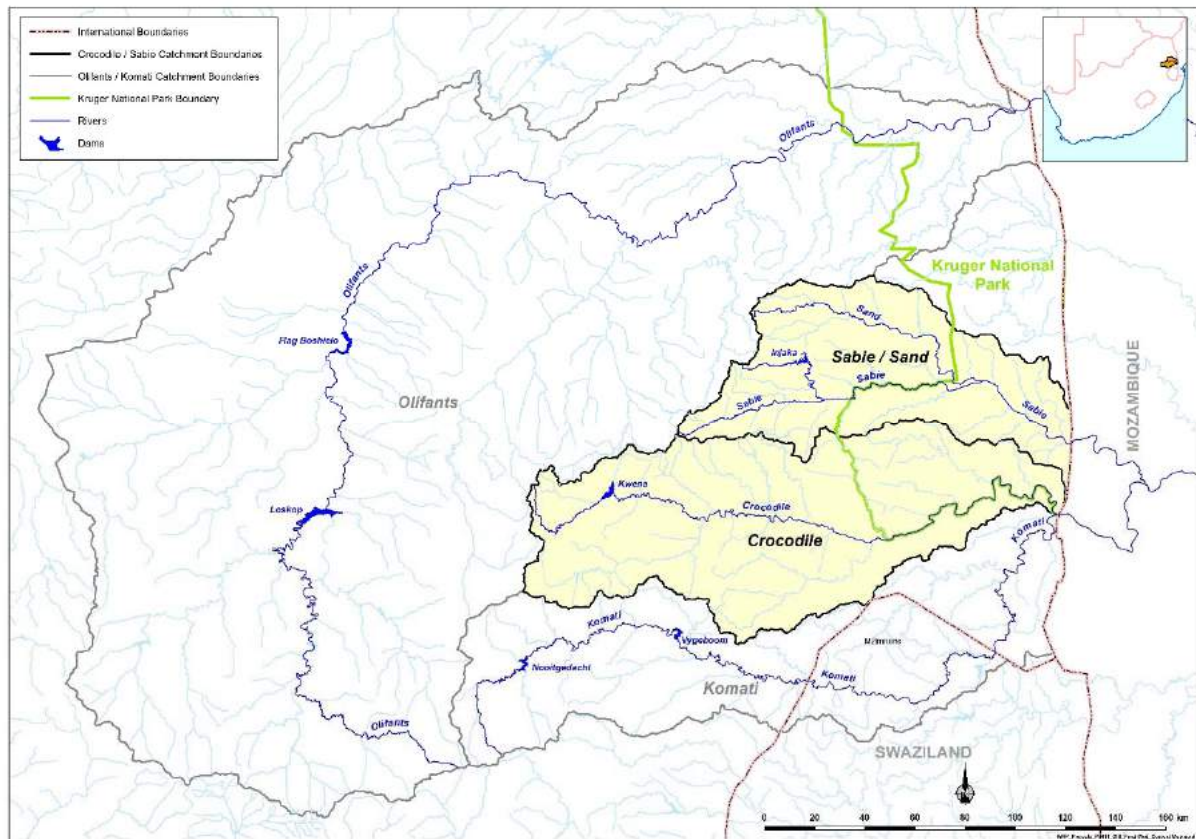 International Boundaries
Crocodile / Sabie Catchment Boundaries
Olifants / Komati Catchment Boundaries
Kruger National Park Boundary
Rivers
Dams
Olifants
Olifants
Kruger National
Park
Sand
Flag Boshielo
Injaka
Sabie / Sand
Sabie
MOZAMBIQUE
Olifants
Sabie
Sabie
Kwena
Loskop
Crocodile
Crocodile
Komati
Komati
Vygeboom
Nooitgedacht
Komati
Komati
Olifants
SWAZILAND
0 20 40 60 80 100 120 140 160 km